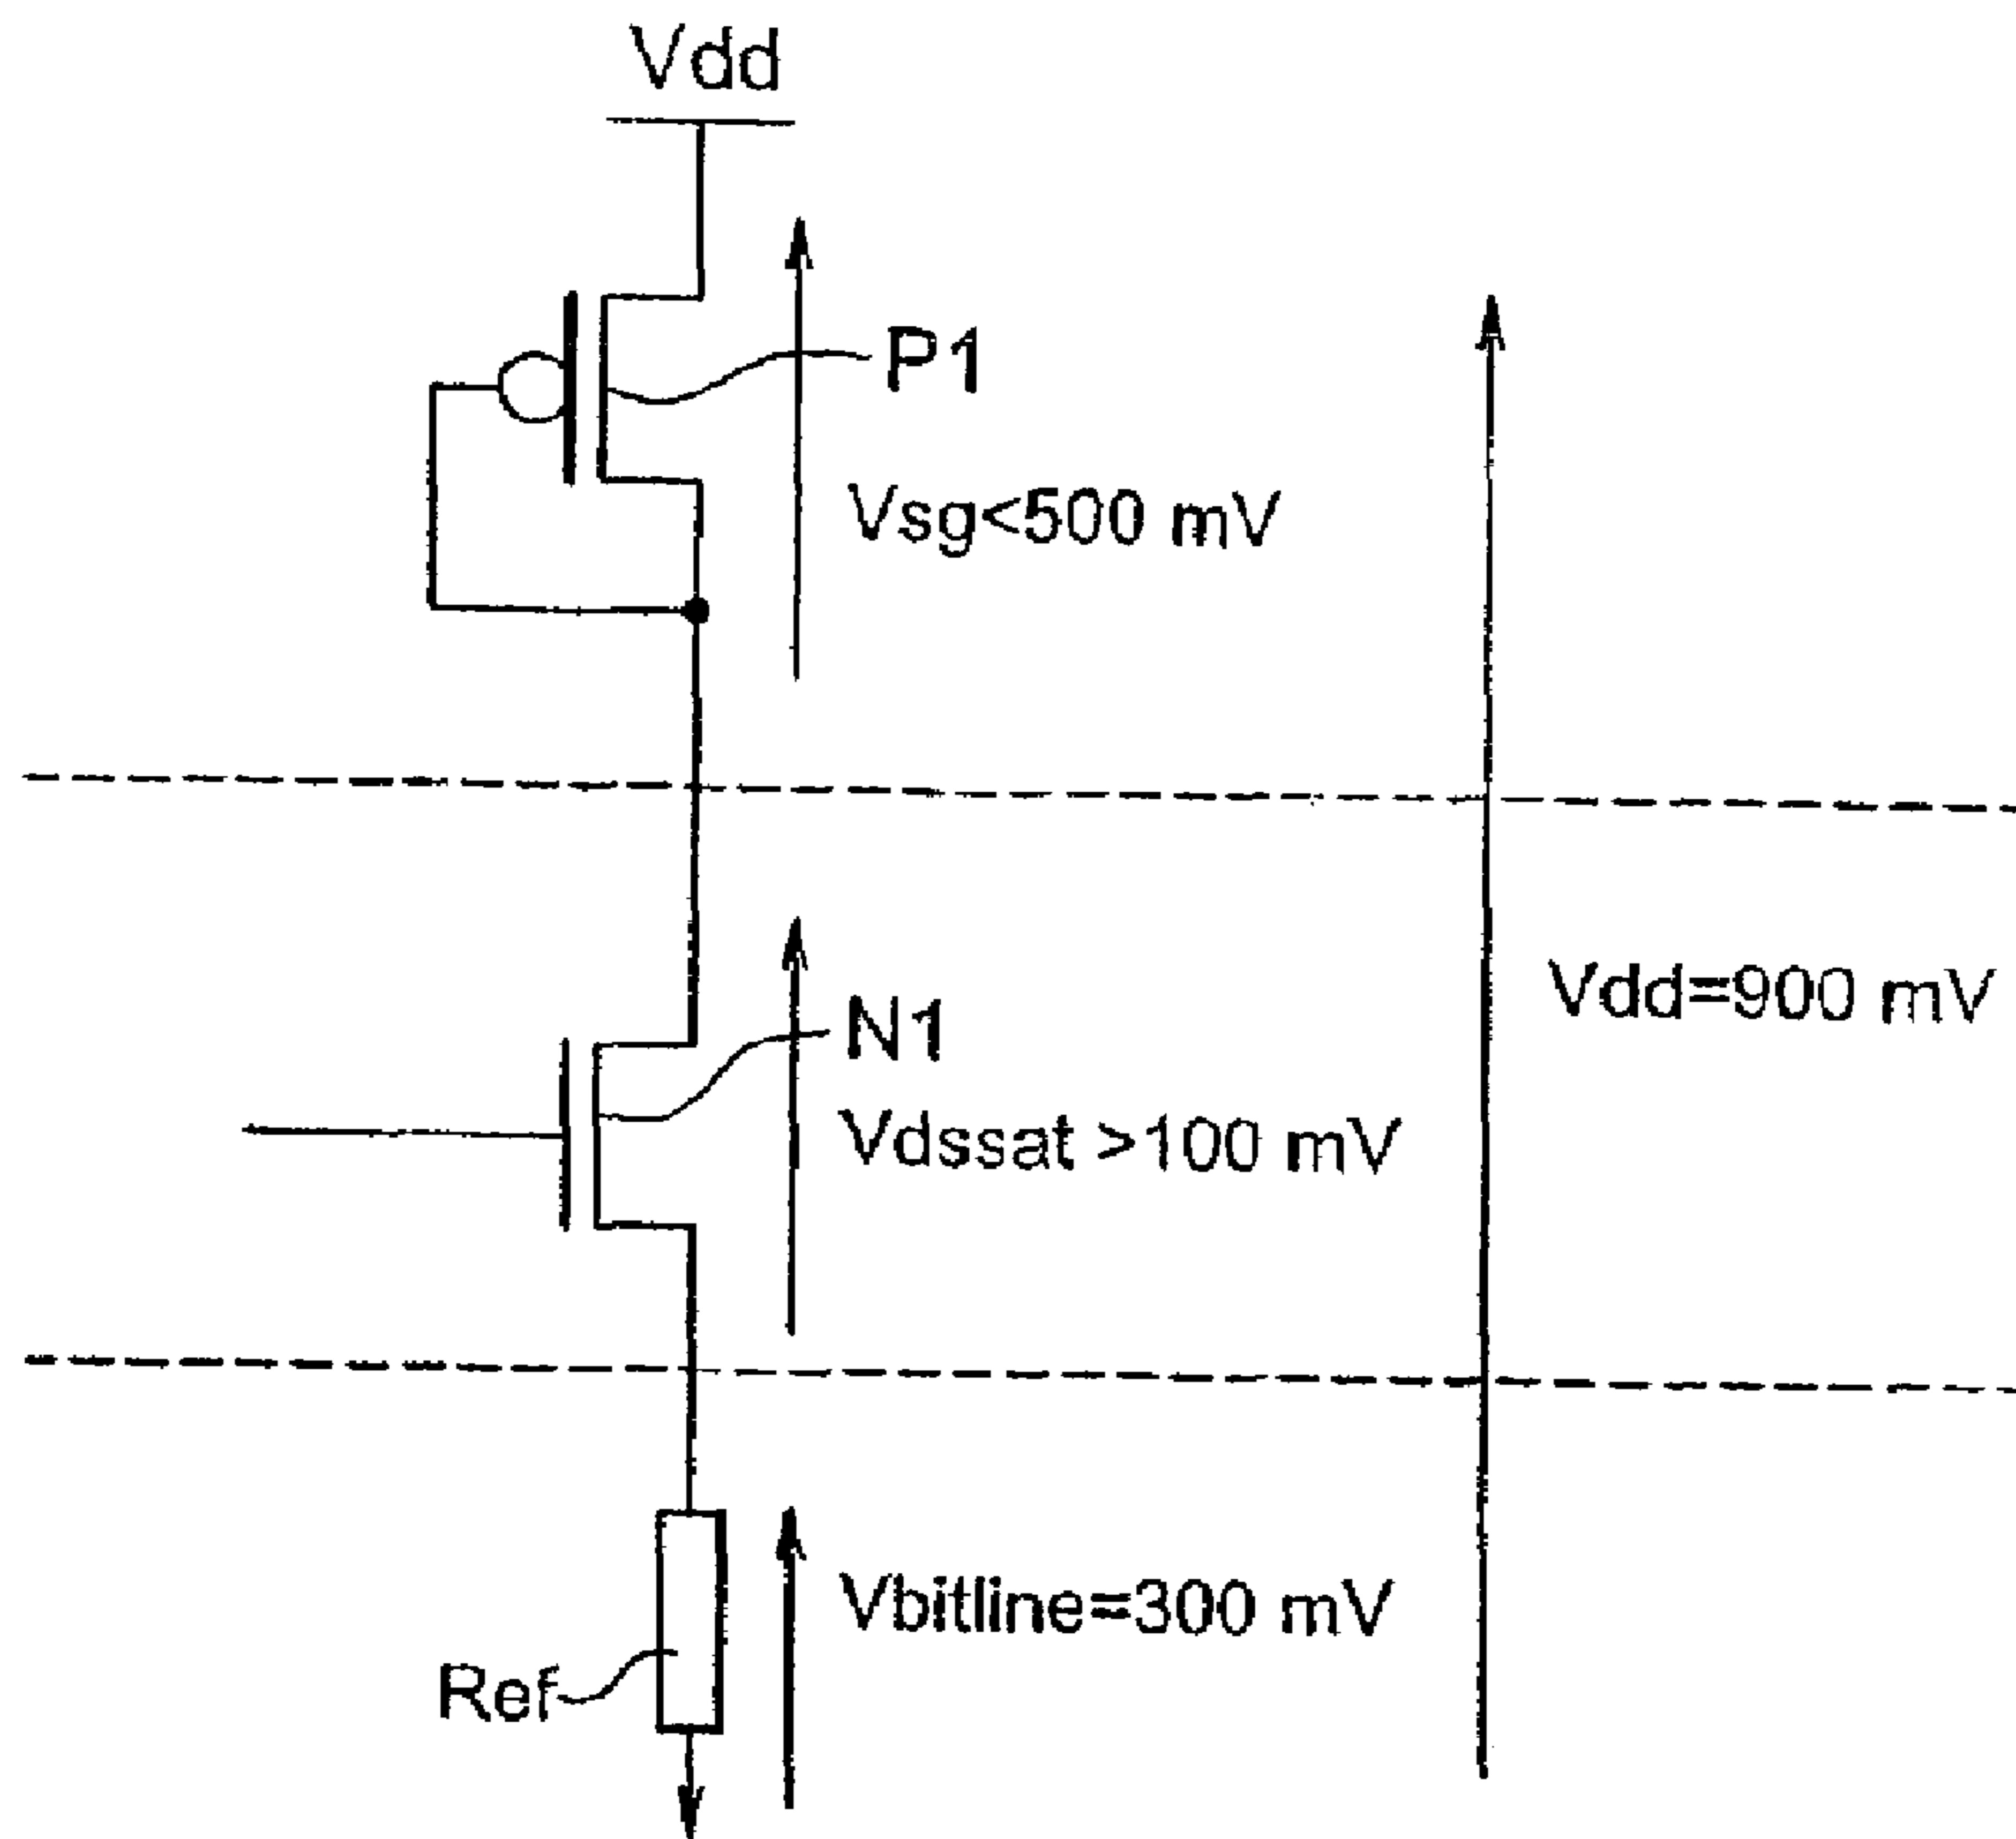 Vdd
P1
Vsg<500 mV
Vdd=900 mV
N1
Vdssat >100 mV
Vbitline=300 mV
Ref